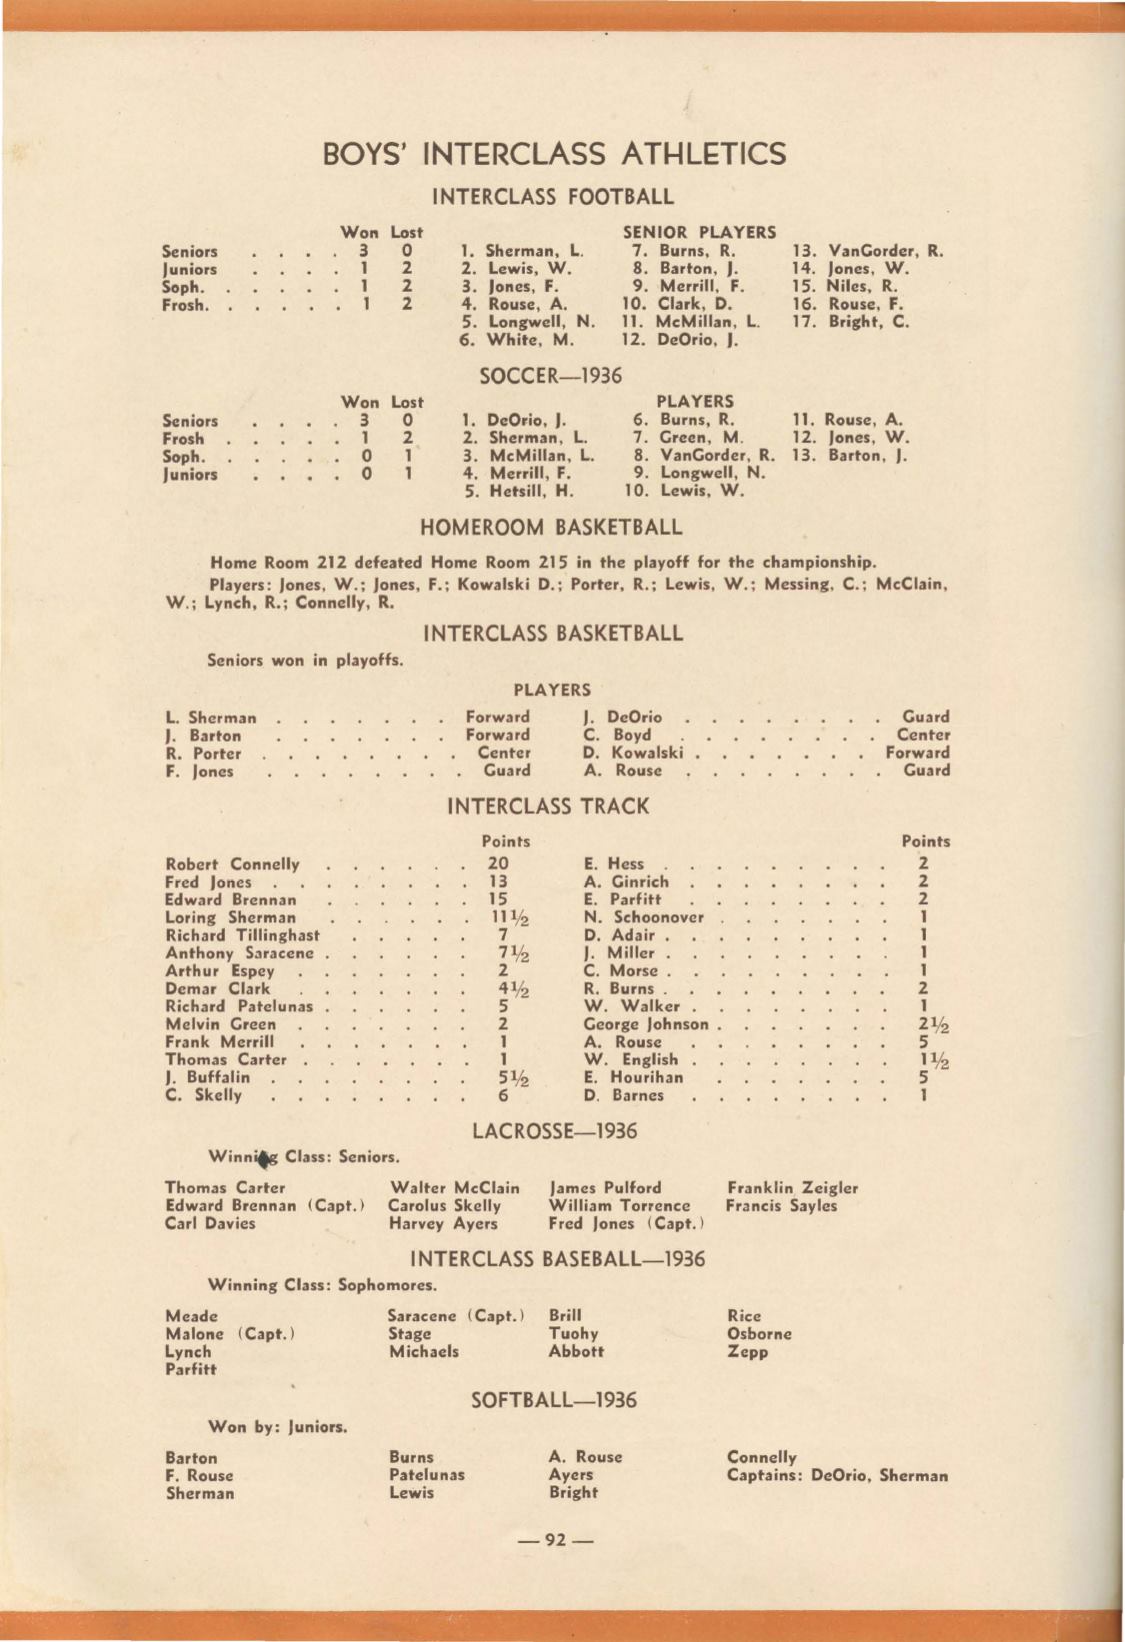 BOYS' INTERCLASS ATHLETICS
INTERCLASS FOOTBALL
Won Lost SENIOR PLAYERS
Seniors . . . . 3 0 1. Sherman, L. 7. Burns, R. 13. VanGorder, R.
Juniors . . . . 1 2 2. Lewis, W. 8. Barton, J. 14. Jones, W.
Soph. . . . . . 1 2 3. Jones, F. 9. Merrill, F. 15. Niles, R.
Frosh. . . . . . 1 2 4. Rouse, A. 10. Clark, D. 16. Rouse, F.
5. Longwell, N. 11. McMillan, L. 17. Bright, C.
6. White, M. 12. DeOrio, J.
SOCCER—1936
Won Lost PLAYERS
Seniors . . . . 3 0 1. DeOrio, J. 6. Burns, R. 11. Rouse, A.
Frosh . . . . . 1 2 2. Sherman, L. 7. Green, M. 12. Jones, W.
Soph. . . . . . 0 1 3. McMillan, L. 8. VanGorder, R. 13. Barton, J.
Juniors . . . . 0 1 4. Merrill, F. 9. Longwell, N.
5. Hetsill, H. 10. Lewis, W.
HOMEROOM BASKETBALL
Home Room 212 defeated Home Room 215 in the playoff for the championship.
Players: Jones, W.; Jones, F.; Kowalski D.; Porter, R.; Lewis, W.; Messing, C.; McClain,
W.; Lynch, R.; Connelly, R.
INTERCLASS BASKETBALL
Seniors won in playoffs.
PLAYERS
L. Sherman . . . . . . . Forward J. DeOrio . . . . . . . . Guard
J. Barton . . . . . . . Forward C. Boyd . . . . . . . . Center
R. Porter . . . . . . . . Center D. Kowalski . . . . . . . Forward
F. Jones . . . . . . . . Guard A. Rouse . . . . . . . . Guard
INTERCLASS TRACK
Points Points
Robert Connelly . . . . . . 20 E. Hess . . . . . . . . . 2
Fred Jones . . . . . . . . 13 A. Ginrich . . . . . . . . 2
Edward Brennan . . . . . . 15 E. Parfitt . . . . . . . . 2
Loring Sherman . . . . . . 11½ N. Schoonover . . . . . . . 1
Richard Tillinghast . . . . . 7 D. Adair . . . . . . . . . 1
Anthony Saracene . . . . . . 7½ J. Miller . . . . . . . . . 1
Arthur Espey . . . . . . . 2 C. Morse . . . . . . . . . 1
Demar Clark . . . . . . . 4½ R. Burns . . . . . . . . . 2
Richard Patelunas . . . . . . 5 W. Walker . . . . . . . . 1
Melvin Green . . . . . . . 2 George Johnson . . . . . . . 2½
Frank Merrill . . . . . . . 1 A. Rouse . . . . . . . . 5
Thomas Carter . . . . . . . 1 W. English . . . . . . . . 1½
J. Buffalin . . . . . . . . 5½ E. Hourihan . . . . . . . 5
C. Skelly . . . . . . . . 6 D. Barnes . . . . . . . . 1
LACROSSE—1936
Winning Class: Seniors.
Thomas Carter Walter McClain James Pulford Franklin Zeigler
Edward Brennan (Capt.) Carolus Skelly William Torrence Francis Sayles
Carl Davies Harvey Ayers Fred Jones (Capt.)
INTERCLASS BASEBALL—1936
Winning Class: Sophomores.
Meade Saracene (Capt.) Brill Rice
Malone (Capt.) Stage Tuohy Osborne
Lynch Michaels Abbott Zepp
Parfitt
SOFTBALL—1936
Won by: Juniors.
Barton Burns A. Rouse Connelly
F. Rouse Patelunas Ayers Captains: DeOrio, Sherman
Sherman Lewis Bright
— 92 —